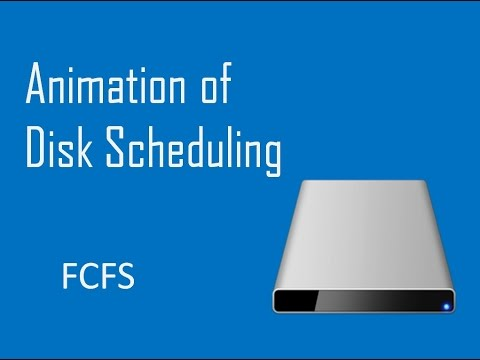 Animation of
Disk Scheduling
FCFS